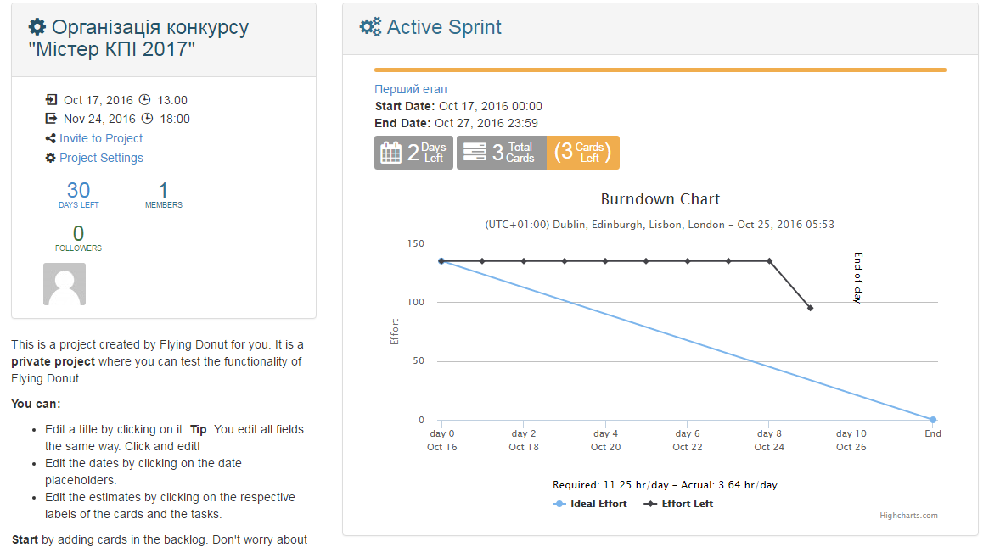 Організація конкурсу
"Містер КПІ 2017"
Oct 17, 2016 13:00
Nov 24, 2016 18:00
Invite to Project
Project Settings
30
DAYS LEFT
1
MEMBERS
0
FOLLOWERS
This is a project created by Flying Donut for you. It is a
private project where you can test the functionality of
Flying Donut.
You can:
Edit a title by clicking on it. Tip: You edit all fields
the same way. Click and edit!
Edit the dates by clicking on the date
placeholders.
Edit the estimates by clicking on the respective
labels of the cards and the tasks.
Start by adding cards in the backlog. Don't worry about
Active Sprint
Перший етап
Start Date: Oct 17, 2016 00:00
End Date: Oct 27, 2016 23:59
2 Days Left
3 Total Cards
(3 Cards Left)
Burndown Chart
(UTC+01:00) Dublin, Edinburgh, Lisbon, London - Oct 25, 2016 05:53
150
100
50
0
Effort
End of day
day 0 day 2 day 4 day 6 day 8 day 10 End
Oct 16 Oct 18 Oct 20 Oct 22 Oct 24 Oct 26
Required: 11.25 hr/day - Actual: 3.64 hr/day
Ideal Effort Effort Left
Highcharts.com